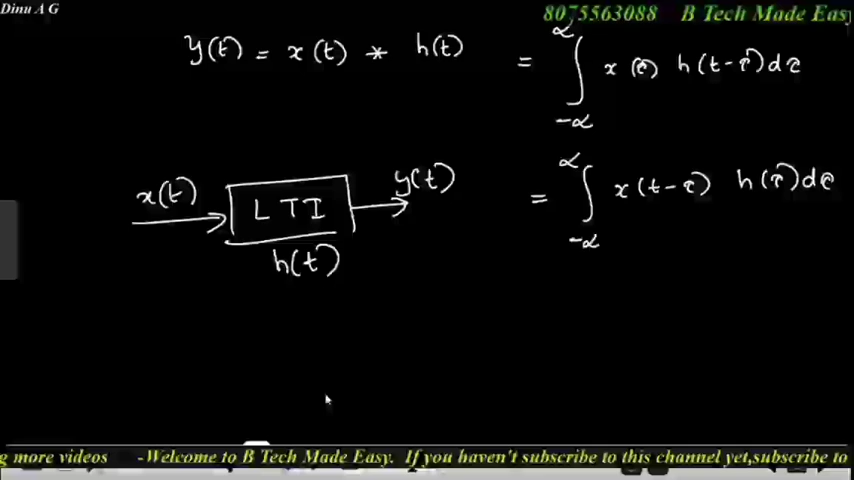 Dinu A G
8075563088 B Tech Made Easy
y(t) = x(t) * h(t) = ∫ x(τ) h(t-τ)dτ
∝
-∝
x(t) LTI y(t)
h(t)
= ∫ x(t-τ) h(τ)dτ
∝
-∝
g more videos -Welcome to B Tech Made Easy. If you haven't subscribe to this channel yet,subscribe to